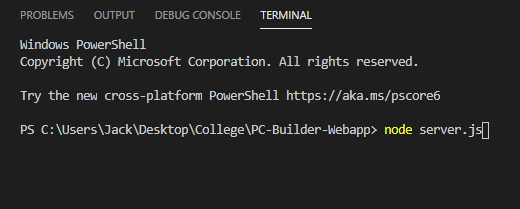 PROBLEMS OUTPUT DEBUG CONSOLE TERMINAL
Windows PowerShell
Copyright (C) Microsoft Corporation. All rights reserved.
Try the new cross-platform PowerShell https://aka.ms/pscore6
PS C:\Users\Jack\Desktop\College\PC-Builder-Webapp> node server.js